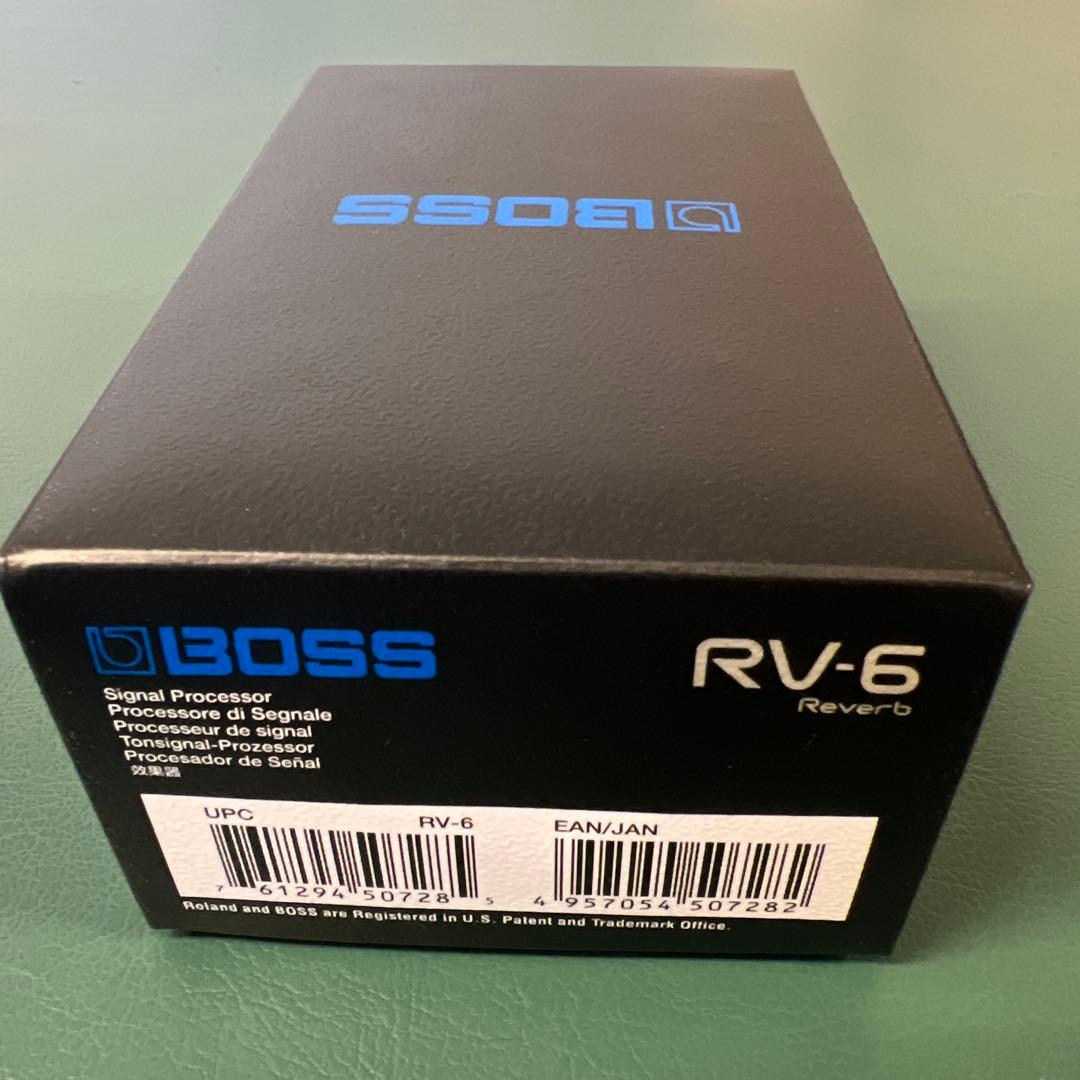 BOSS
BOSS
RV-6
Reverb
Signal Processor
Processore di Segnale
Processeur de signal
Tonsignal-Prozessor
Procesador de Señal
効果器
UPC RV-6
7 61294 50728 5
EAN/JAN
4 957054 507282
Roland and BOSS are Registered in U.S. Patent and Trademark Office.